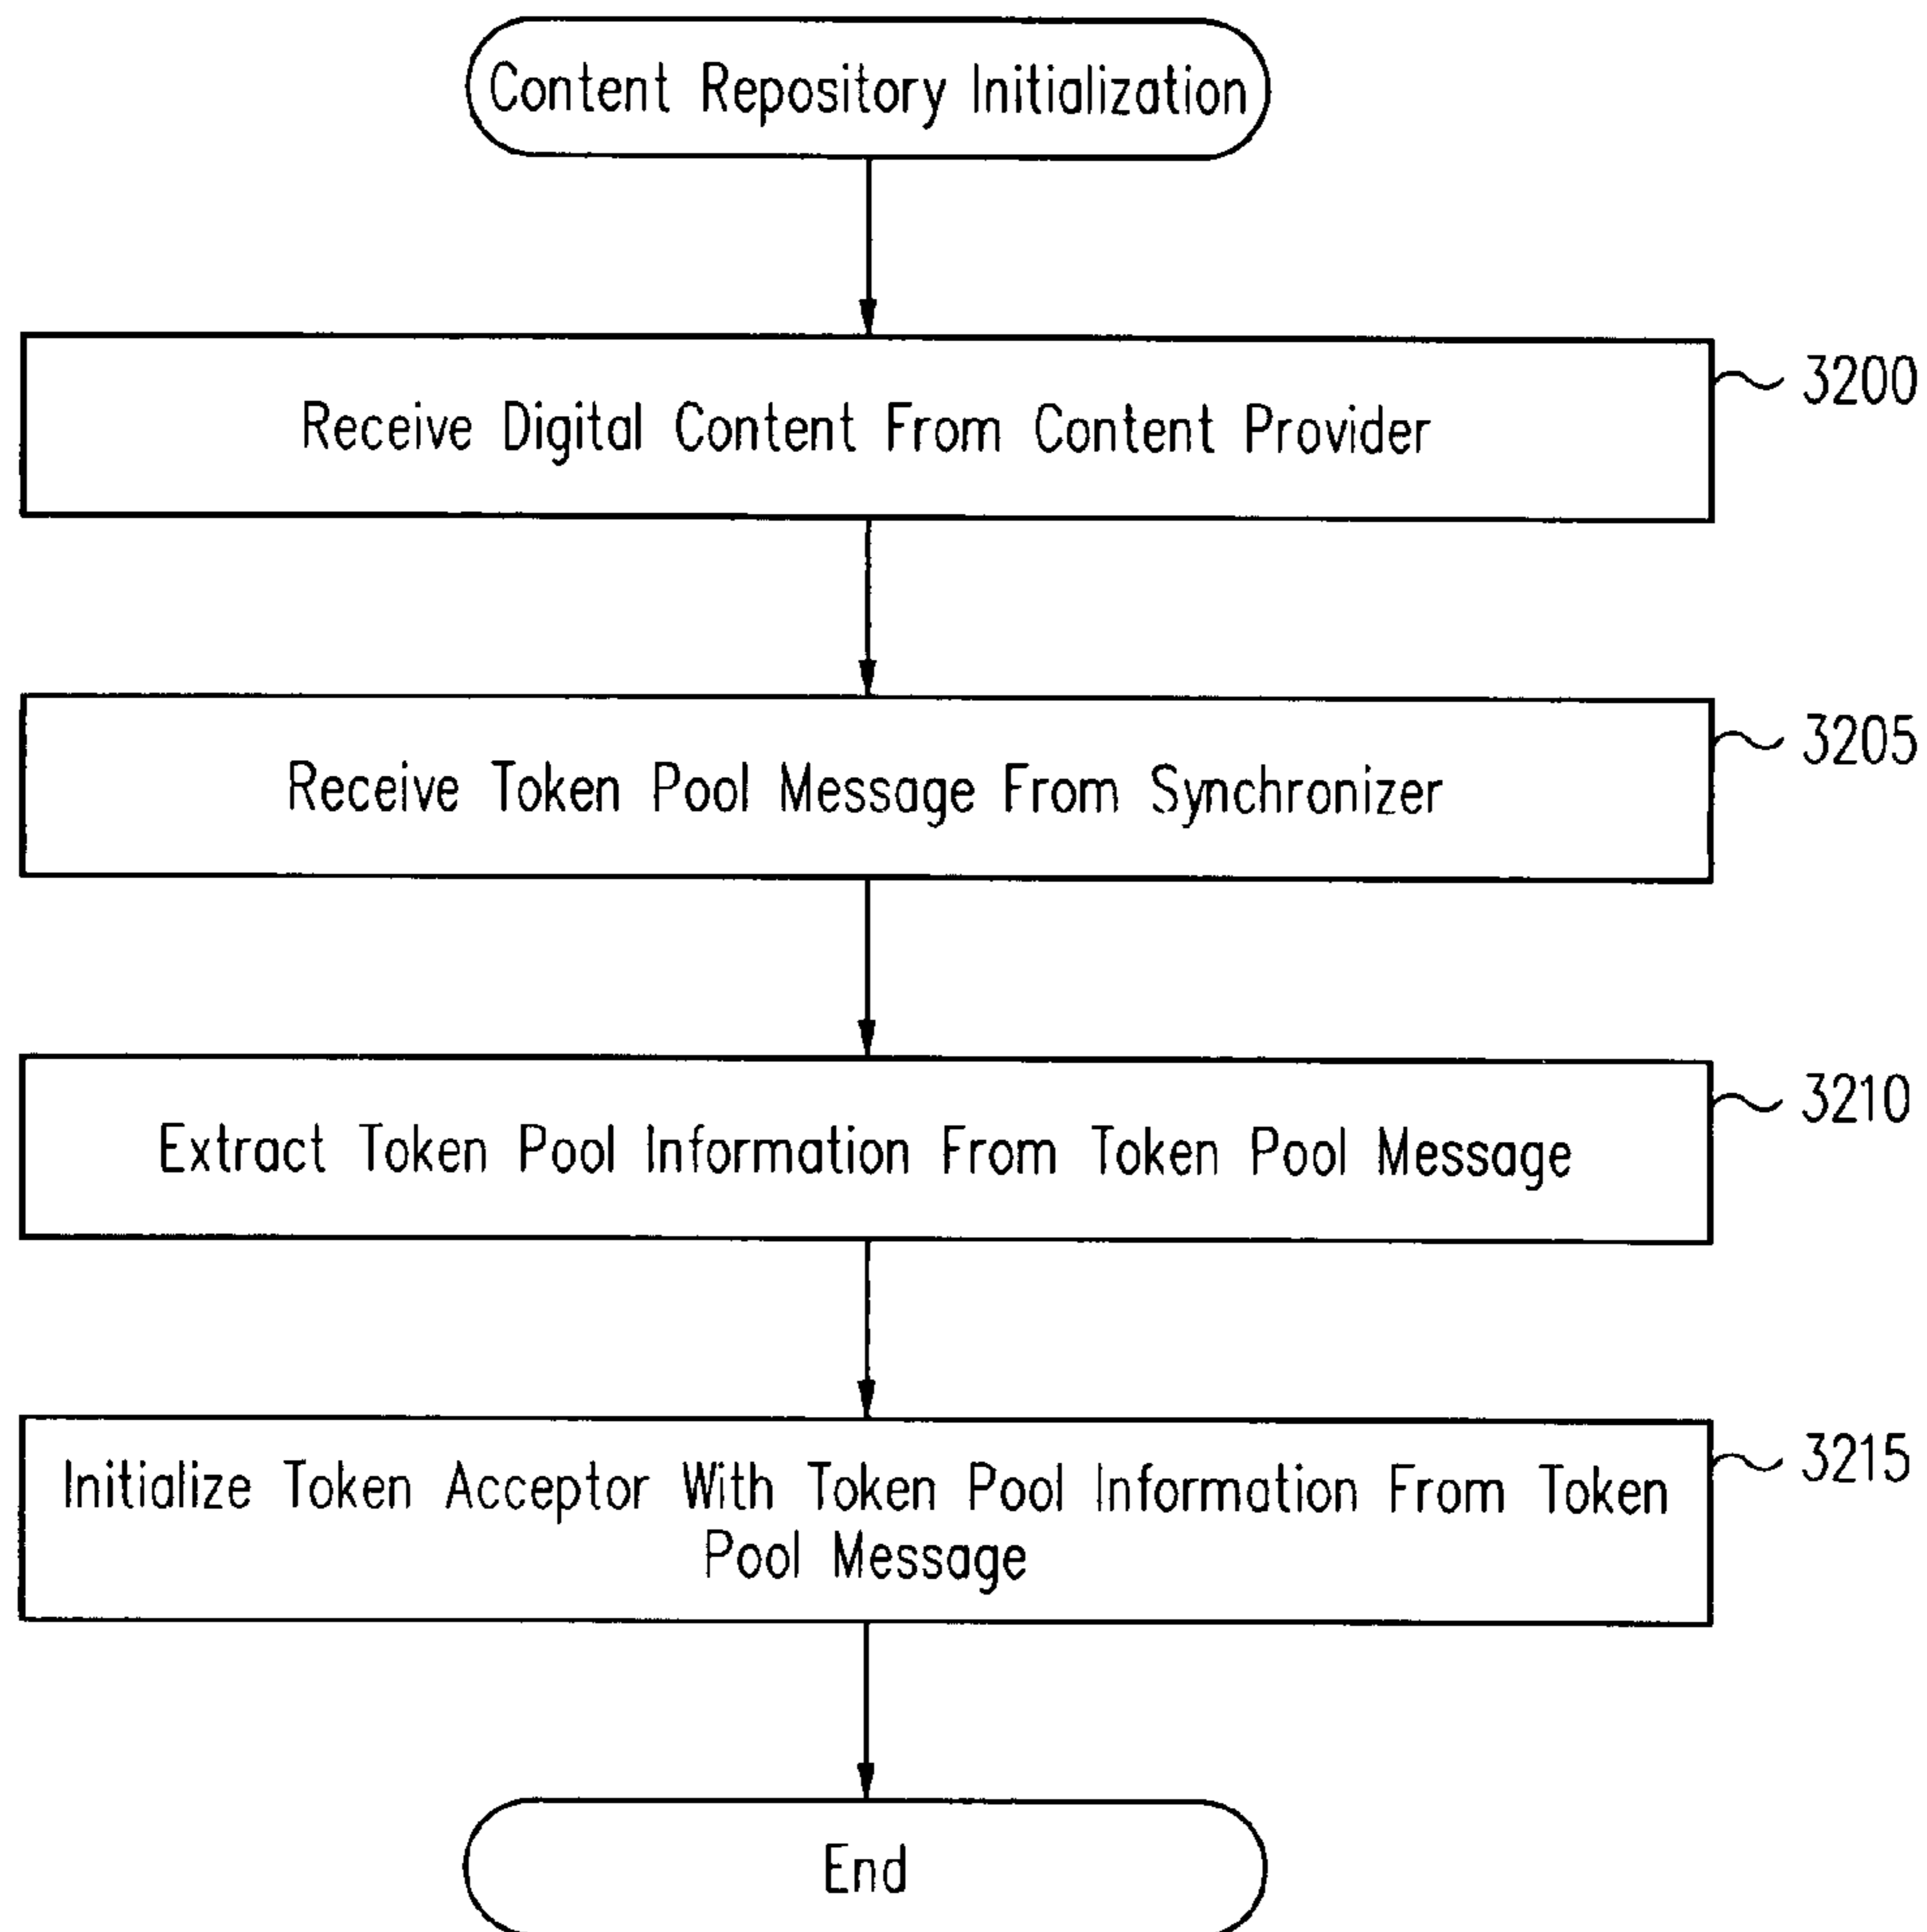 Content Repository Initialization
Receive Digital Content From Content Provider
3200
Receive Token Pool Message From Synchronizer
3205
Extract Token Pool Information From Token Pool Message
3210
Initialize Token Acceptor With Token Pool Information From Token
Pool Message
3215
End